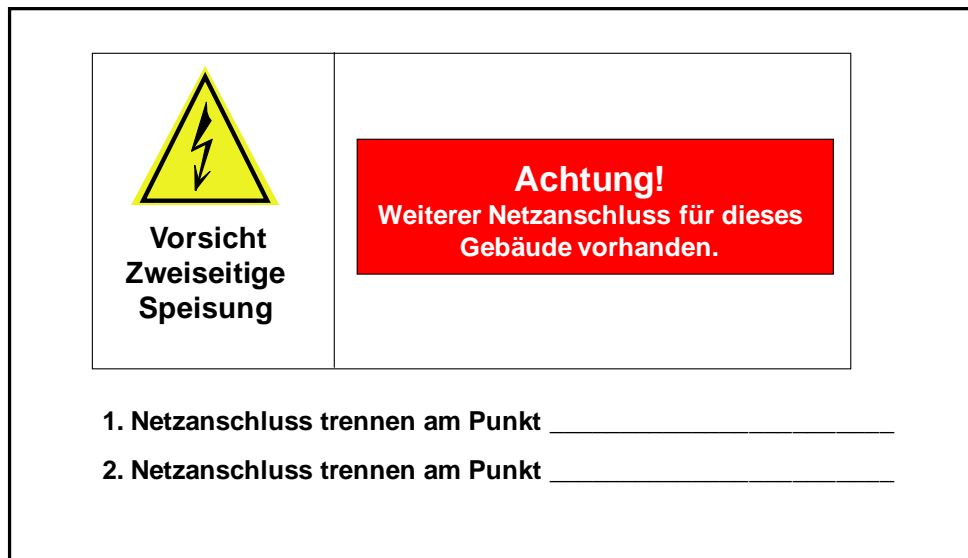 Vorsicht
Zweiseitige
Speisung
Achtung!
Weiterer Netzanschluss für dieses
Gebäude vorhanden.
1. Netzanschluss trennen am Punkt ________________________
2. Netzanschluss trennen am Punkt ________________________